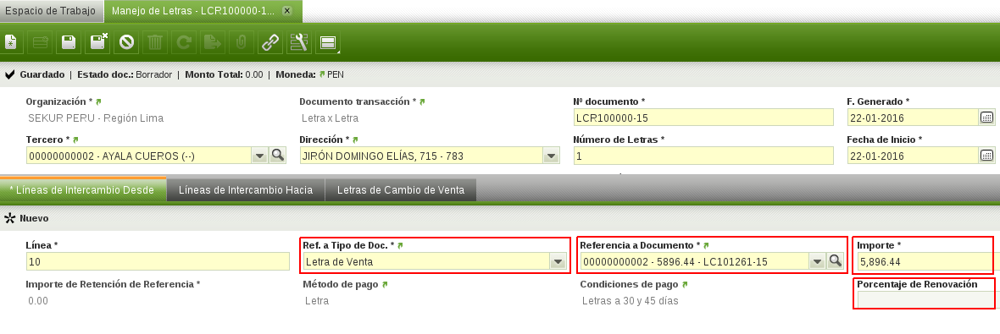 Espacio de Trabajo Manejo de Letras - LCR100000-1...
Guardado | Estado doc.: Borrador | Monto Total: 0.00 | Moneda: PEN
Organización * Documento transacción * Nº documento * F. Generado *
SEKUR PERU - Región Lima Letra x Letra LCR100000-15 22-01-2016
Tercero * Dirección * Número de Letras * Fecha de Inicio *
00000000002 - AYALA CUEROS (--) JIRÓN DOMINGO ELÍAS, 715 - 783 1 22-01-2016
* Líneas de Intercambio Desde Líneas de Intercambio Hacia Letras de Cambio de Venta
Nuevo
Línea * Ref. a Tipo de Doc. * Referencia a Documento * Importe *
10 Letra de Venta 00000000002 - 5896.44 - LC101261-15 5,896.44
Importe de Retención de Referencia * Método de pago Condiciones de pago Porcentaje de Renovación
0.00 Letra Letras a 30 y 45 días